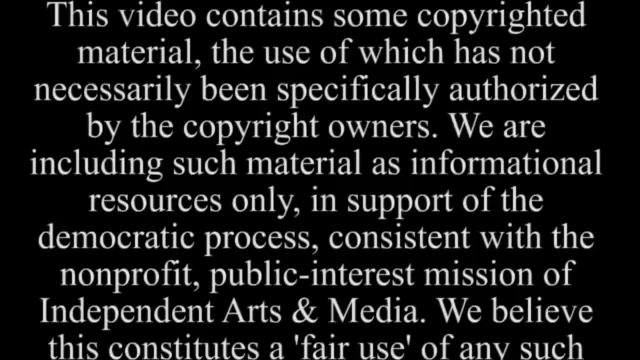 This video contains some copyrighted
material, the use of which has not
necessarily been specifically authorized
by the copyright owners. We are
including such material as informational
resources only, in support of the
democratic process, consistent with the
nonprofit, public-interest mission of
Independent Arts & Media. We believe
this constitutes a 'fair use' of any such